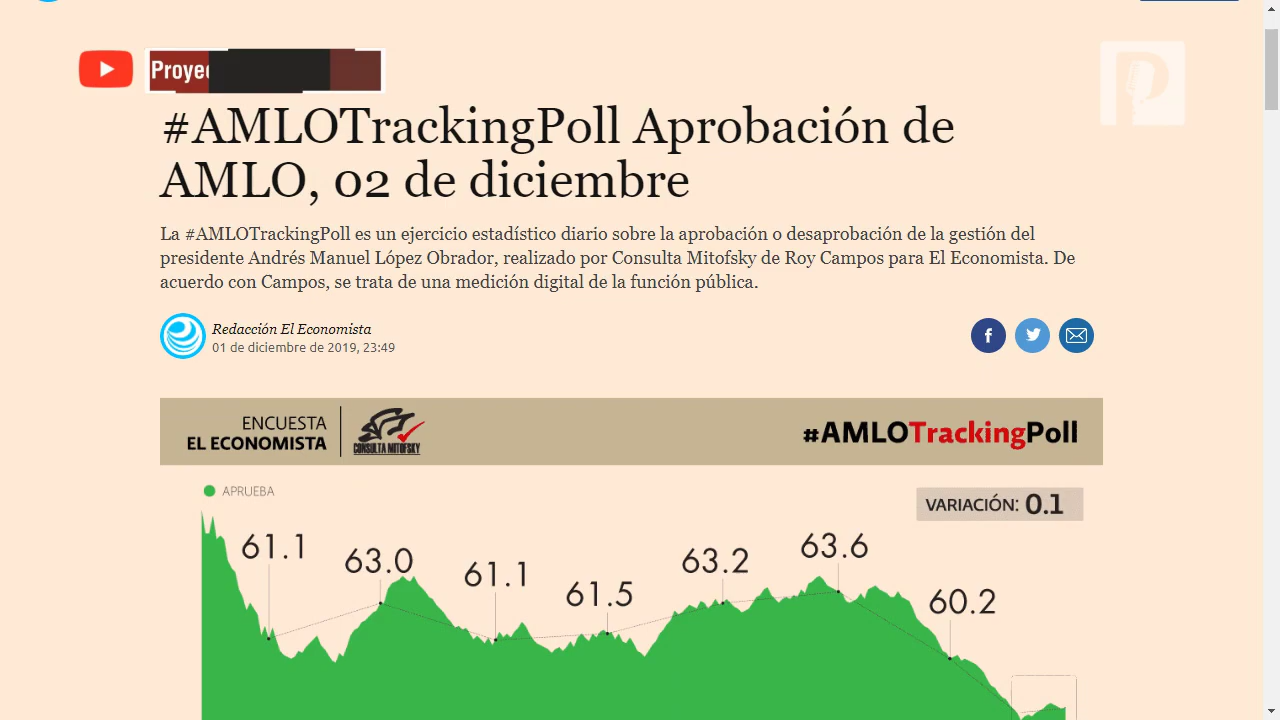 #AMLOTrackingPoll Aprobación de
AMLO, 02 de diciembre
La #AMLOTrackingPoll es un ejercicio estadístico diario sobre la aprobación o desaprobación de la gestión del
presidente Andrés Manuel López Obrador, realizado por Consulta Mitofsky de Roy Campos para El Economista. De
acuerdo con Campos, se trata de una medición digital de la función pública.
Redacción El Economista
01 de diciembre de 2019, 23:49
ENCUESTA
EL ECONOMISTA
CONSULTA MITOFSKY
#AMLOTrackingPoll
APRUEBA
VARIACIÓN: 0.1
61.1
63.0
61.1
61.5
63.2
63.6
60.2